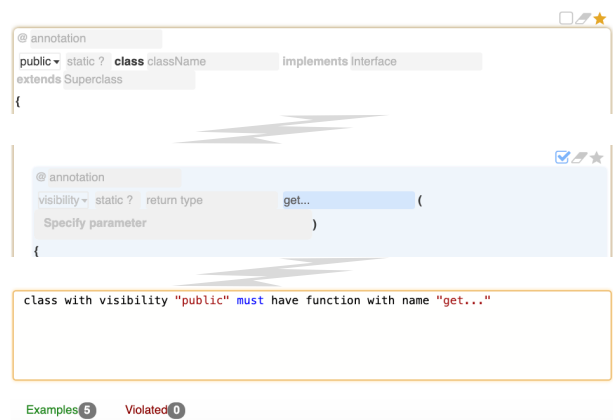 @ annotation
public static ? class className implements Interface
extends Superclass
{
@ annotation
visibility static ? return type get... (
Specify parameter )
{
class with visibility "public" must have function with name "get..."
Examples 5 Violated 0